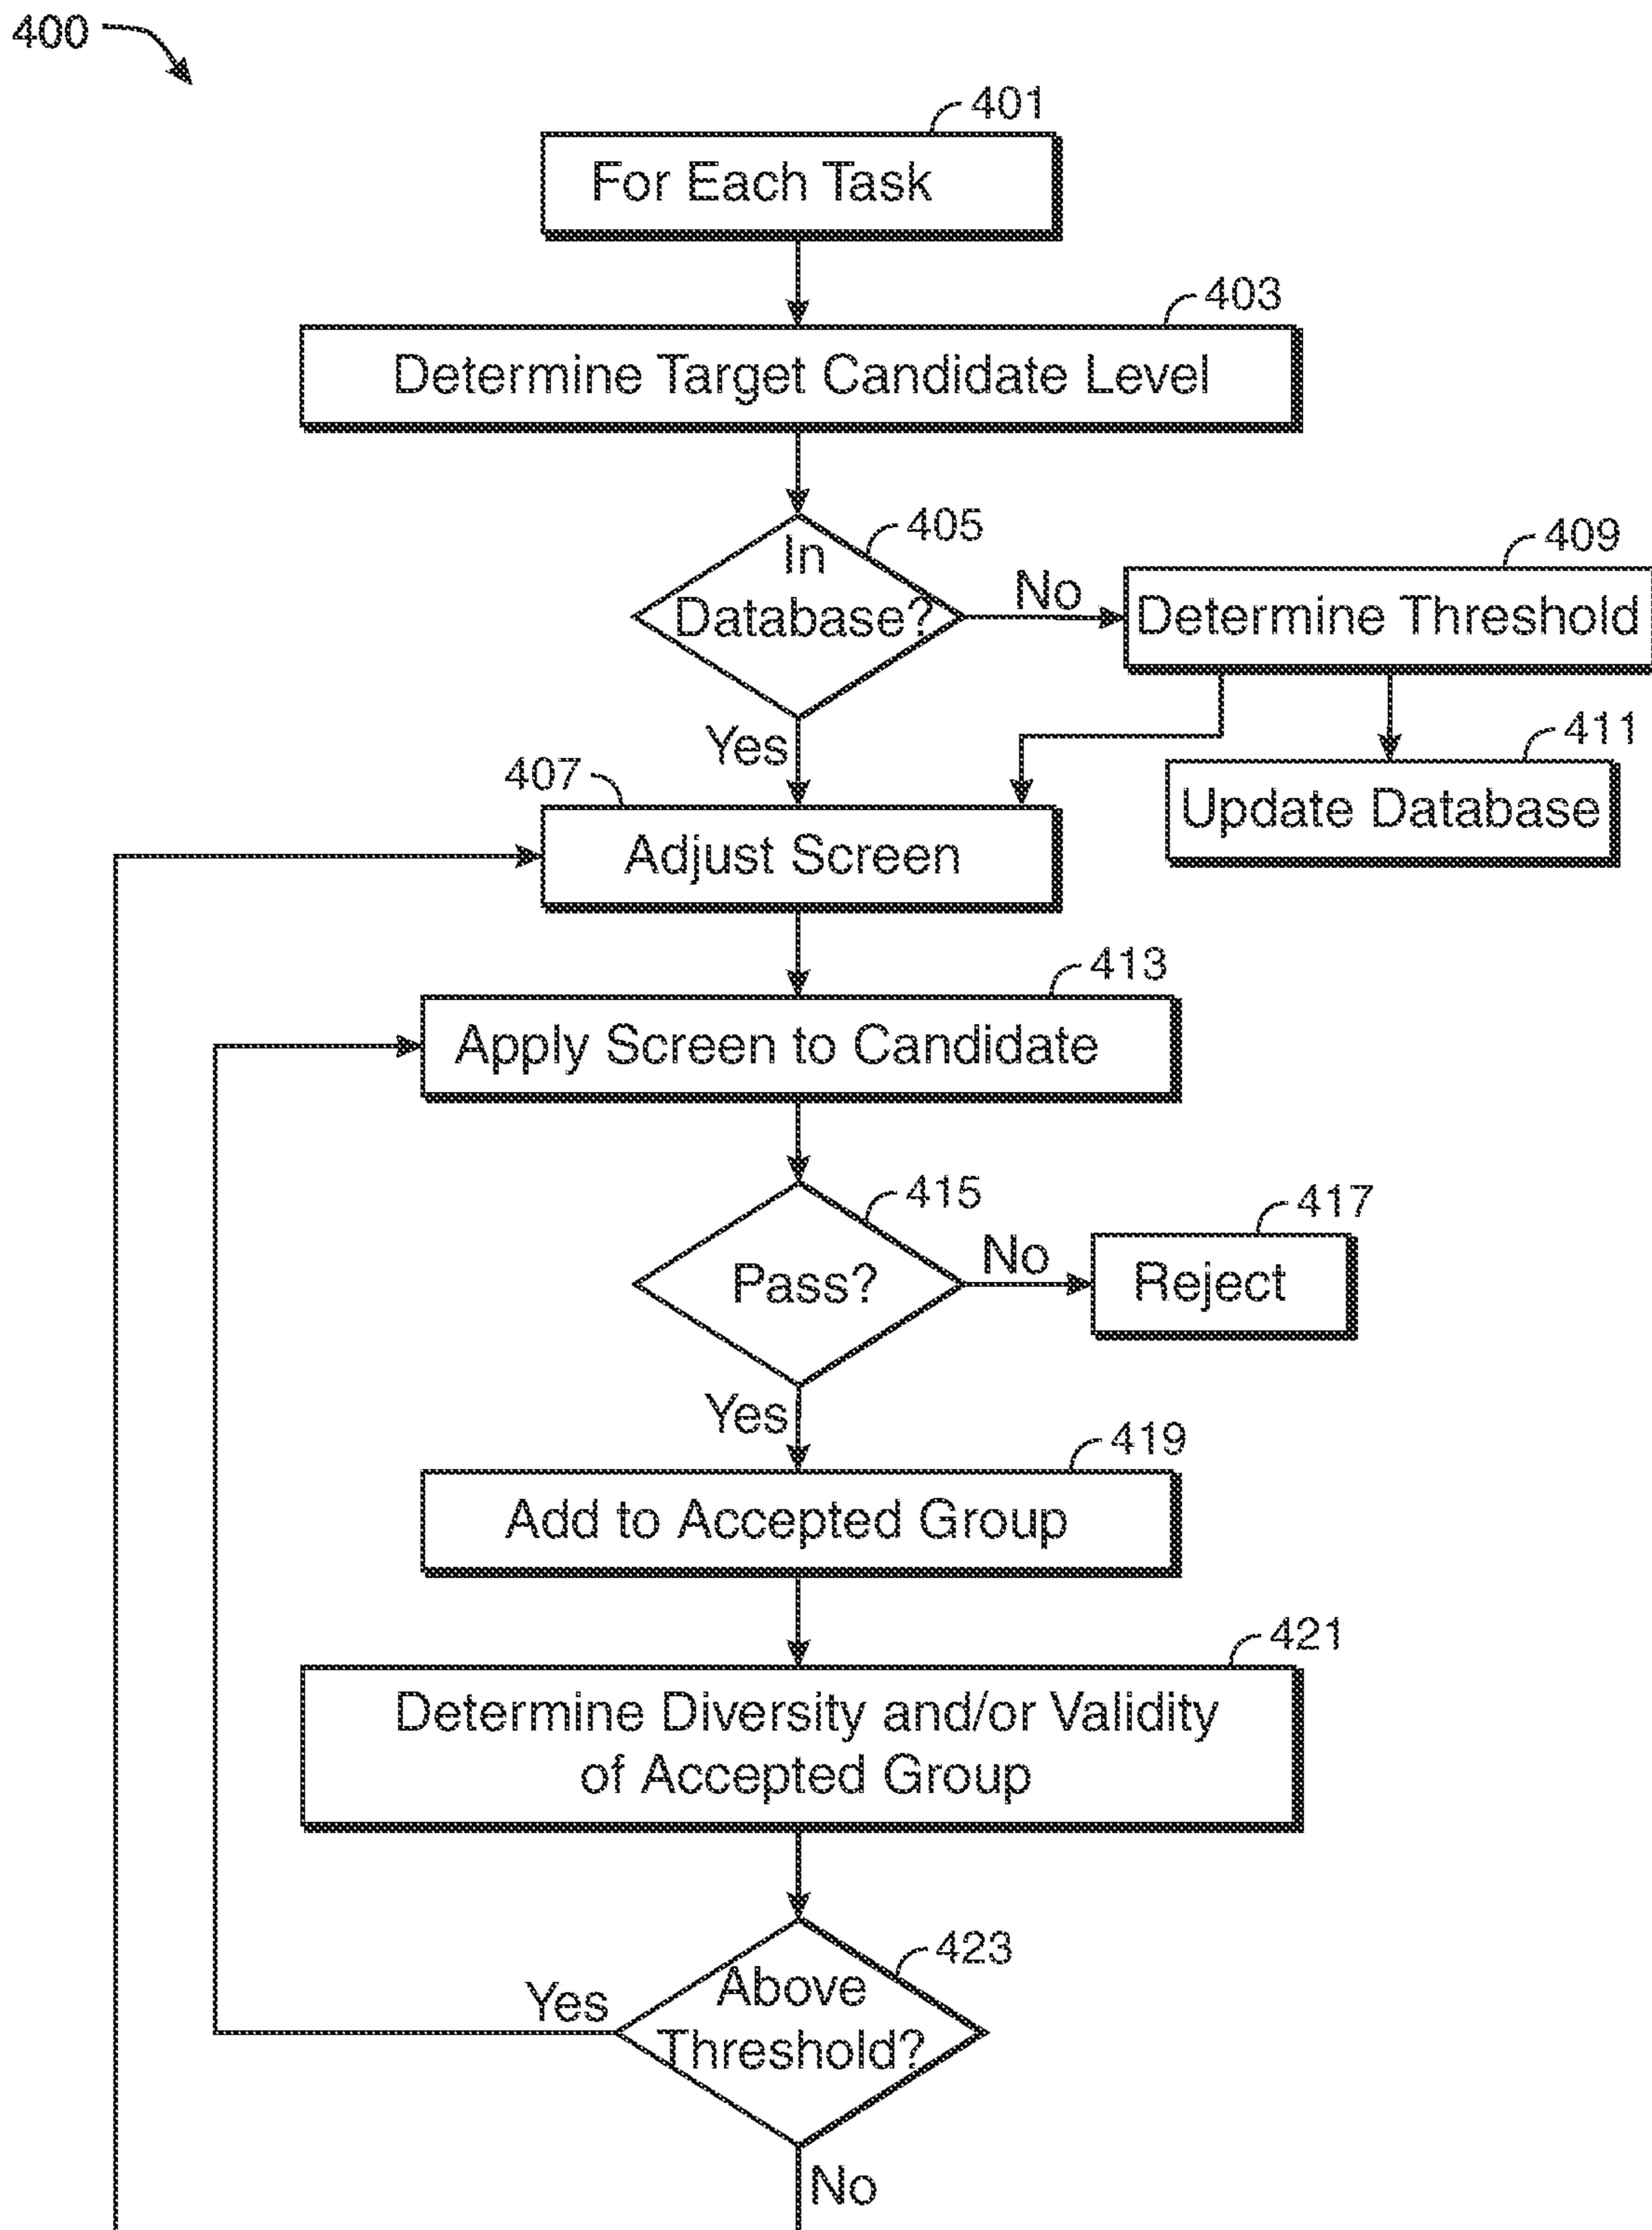 400
401
For Each Task
403
Determine Target Candidate Level
405
In
Database?
No
409
Determine Threshold
Yes
411
Update Database
407
Adjust Screen
413
Apply Screen to Candidate
415
Pass?
No
417
Reject
Yes
419
Add to Accepted Group
421
Determine Diversity and/or Validity
of Accepted Group
423
Above
Threshold?
Yes
No